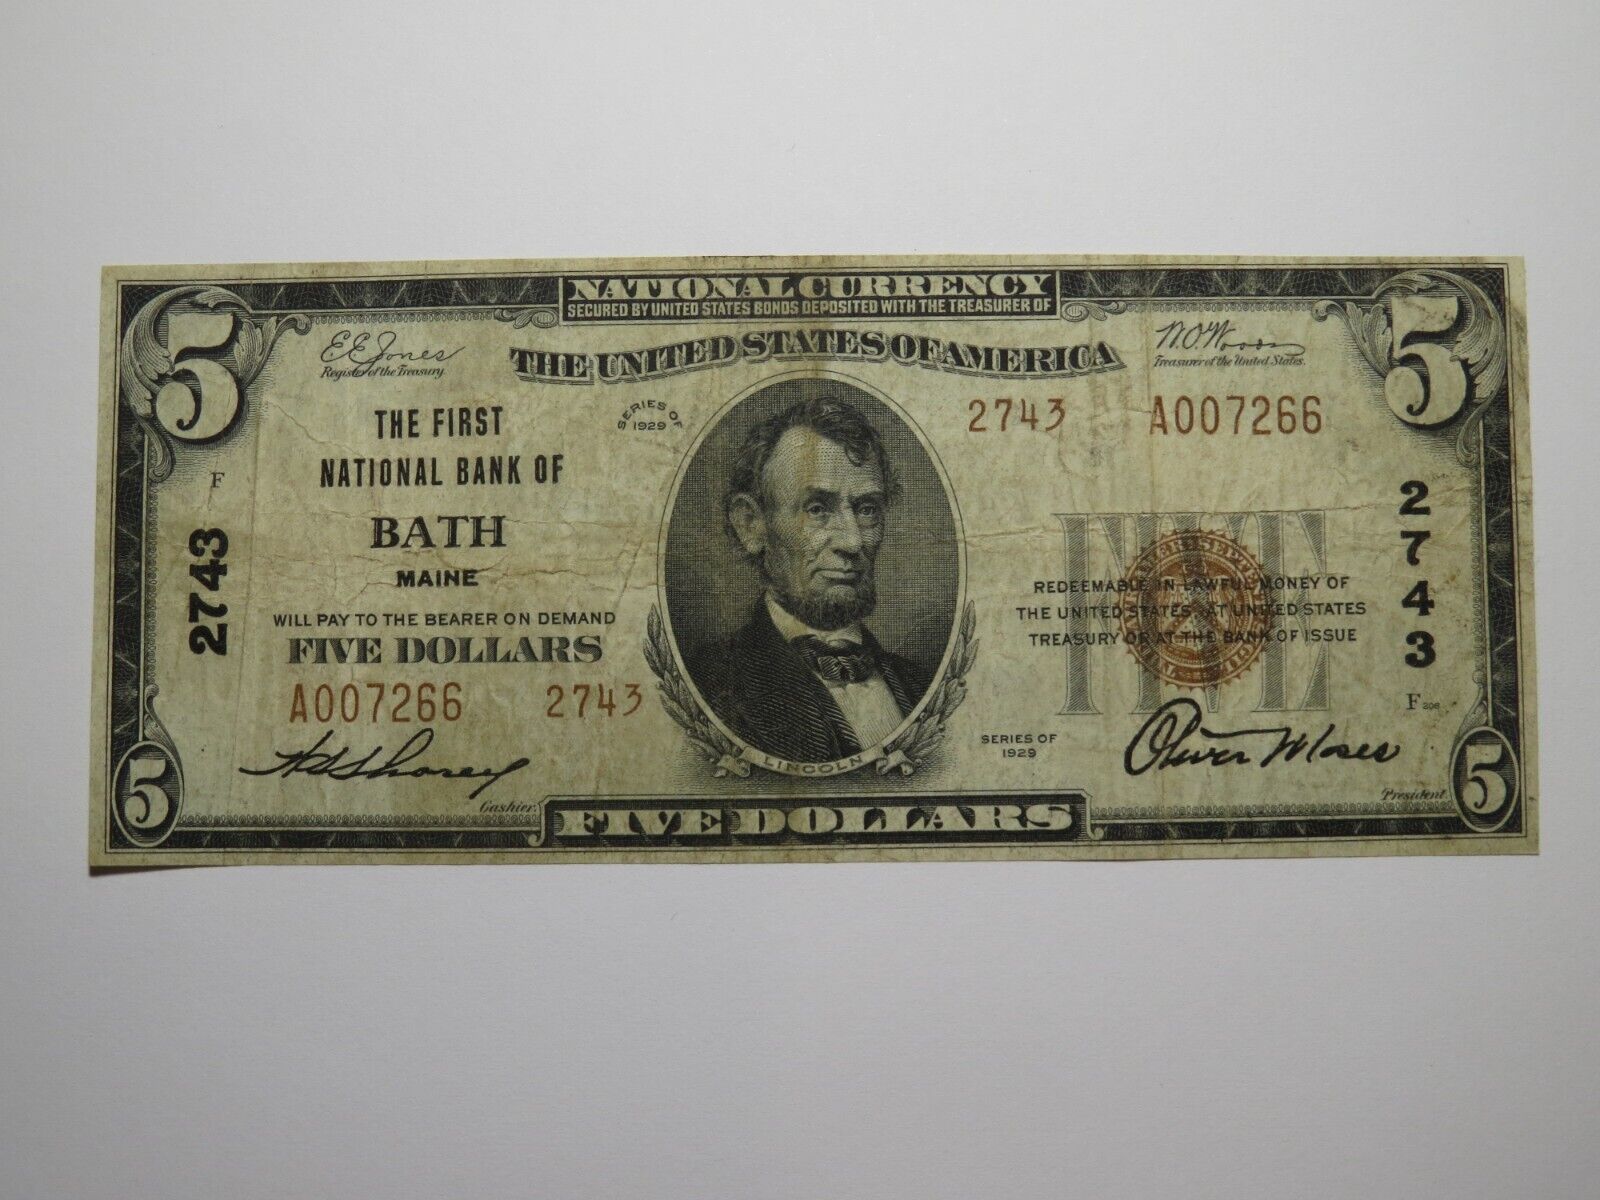 NATIONAL CURRENCY
SECURED BY UNITED STATES BONDS DEPOSITED WITH THE TREASURER OF
THE UNITED STATES OF AMERICA
5
5
E E Jones
Register of the Treasury.
W.O. Woods
Treasurer of the United States.
SERIES OF
1929
2743 A007266
THE FIRST
NATIONAL BANK OF
BATH
MAINE
F
2743
2743
WILL PAY TO THE BEARER ON DEMAND
FIVE DOLLARS
A007266 2743
FIVE
REDEEMABLE IN LAWFUL MONEY OF
THE UNITED STATES AT UNITED STATES
TREASURY OR AT THE BANK OF ISSUE
F 206
LINCOLN
SERIES OF
1929
Cashier.
Oliver Moses
President.
5
FIVE DOLLARS
5